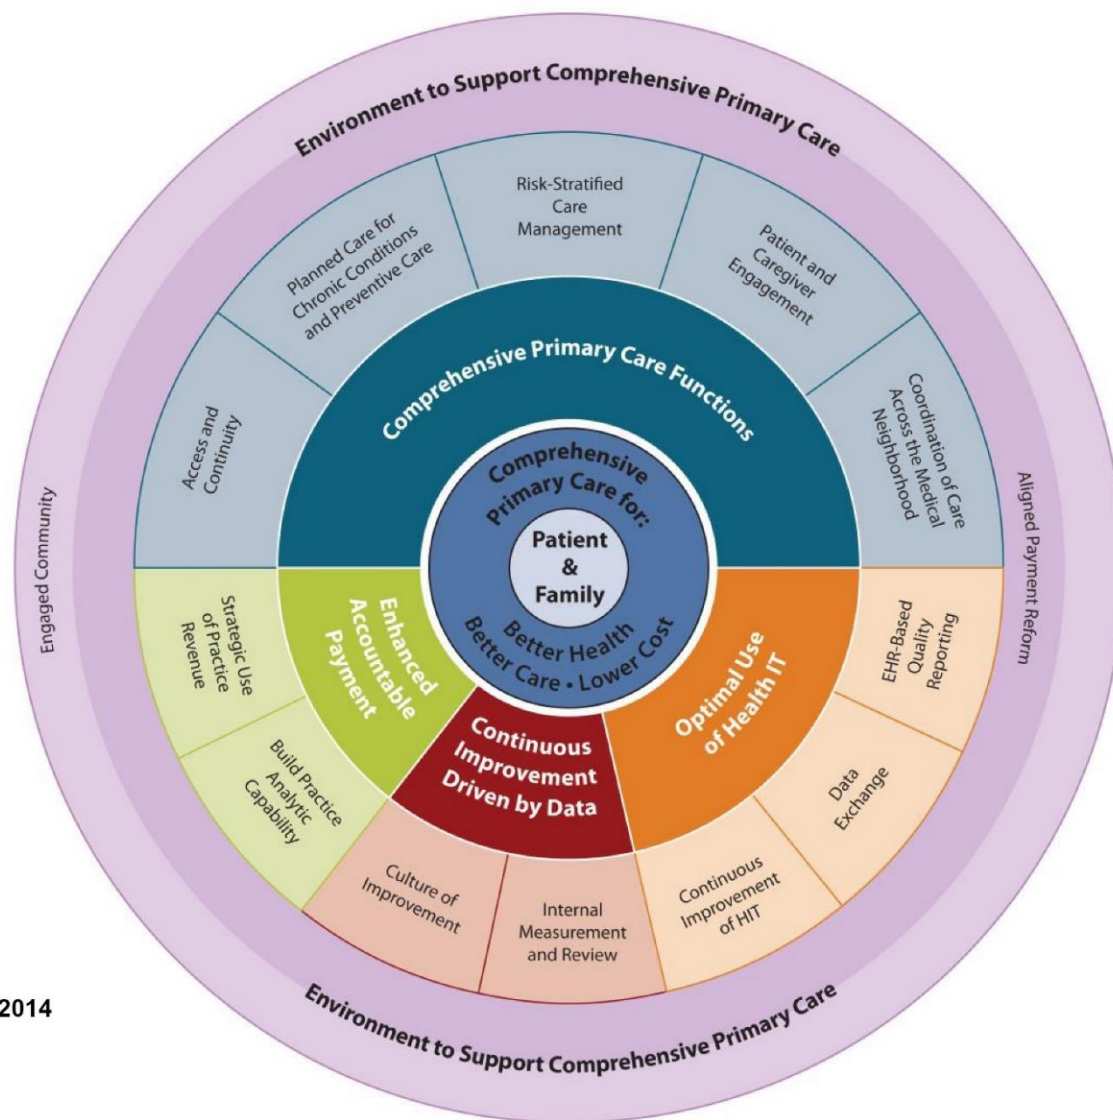 Environment to Support Comprehensive Primary Care
Risk-Stratified
Care
Management
Planned Care for
Chronic Conditions
and Preventive Care
Patient and
Caregiver
Engagement
Access and
Continuity
Coordination of Care
Across the Medical
Neighborhood
Comprehensive Primary Care Functions
Comprehensive
Primary Care for:
Patient
&
Family
Better Health
Better Care • Lower Cost
Engaged Community
Aligned Payment Reform
Enhanced
Accountable
Payment
Strategic Use
of Practice
Revenue
Build Practice
Analytic
Capability
Continuous
Improvement
Driven by Data
Culture of
Improvement
Internal
Measurement
and Review
Optimal Use
of Health IT
EHR-Based
Quality
Reporting
Data
Exchange
Continuous
Improvement
of HIT
2014
Environment to Support Comprehensive Primary Care